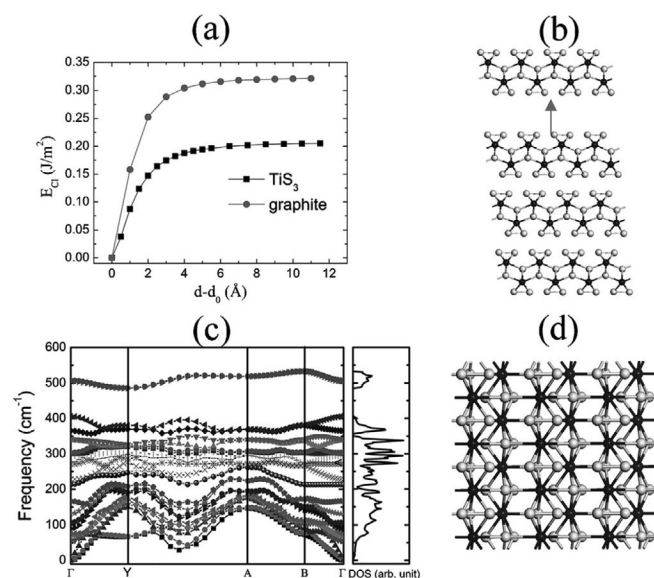 (a)
(b)
0.35
0.30
0.25
0.20
0.15
0.10
0.05
0.00
E_Cl (J/m²)
TiS₃
graphite
0 2 4 6 8 10 12
d-d₀ (Å)
(c)
(d)
600
500
400
300
200
100
0
Frequency (cm⁻¹)
Γ Y A B Γ
DOS (arb. unit)